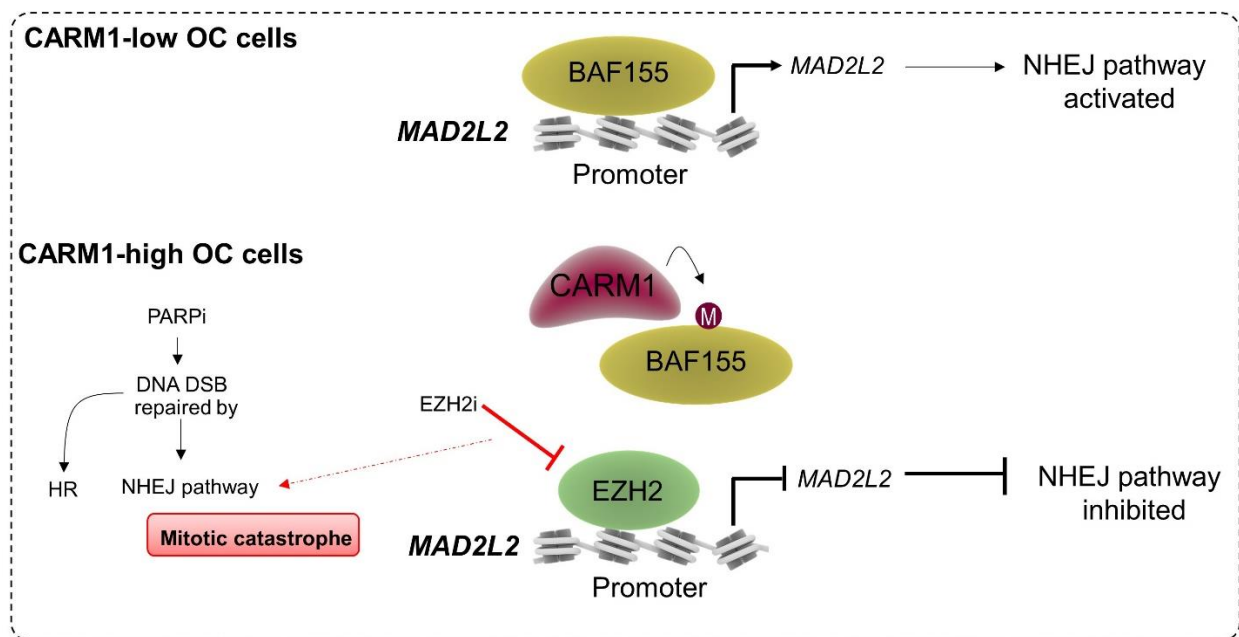 CARM1-low OC cells
BAF155
MAD2L2
NHEJ pathway
activated
MAD2L2
Promoter
CARM1-high OC cells
CARM1
M
BAF155
PARPi
DNA DSB
repaired by
HR
NHEJ pathway
Mitotic catastrophe
EZH2i
EZH2
MAD2L2
NHEJ pathway
inhibited
MAD2L2
Promoter